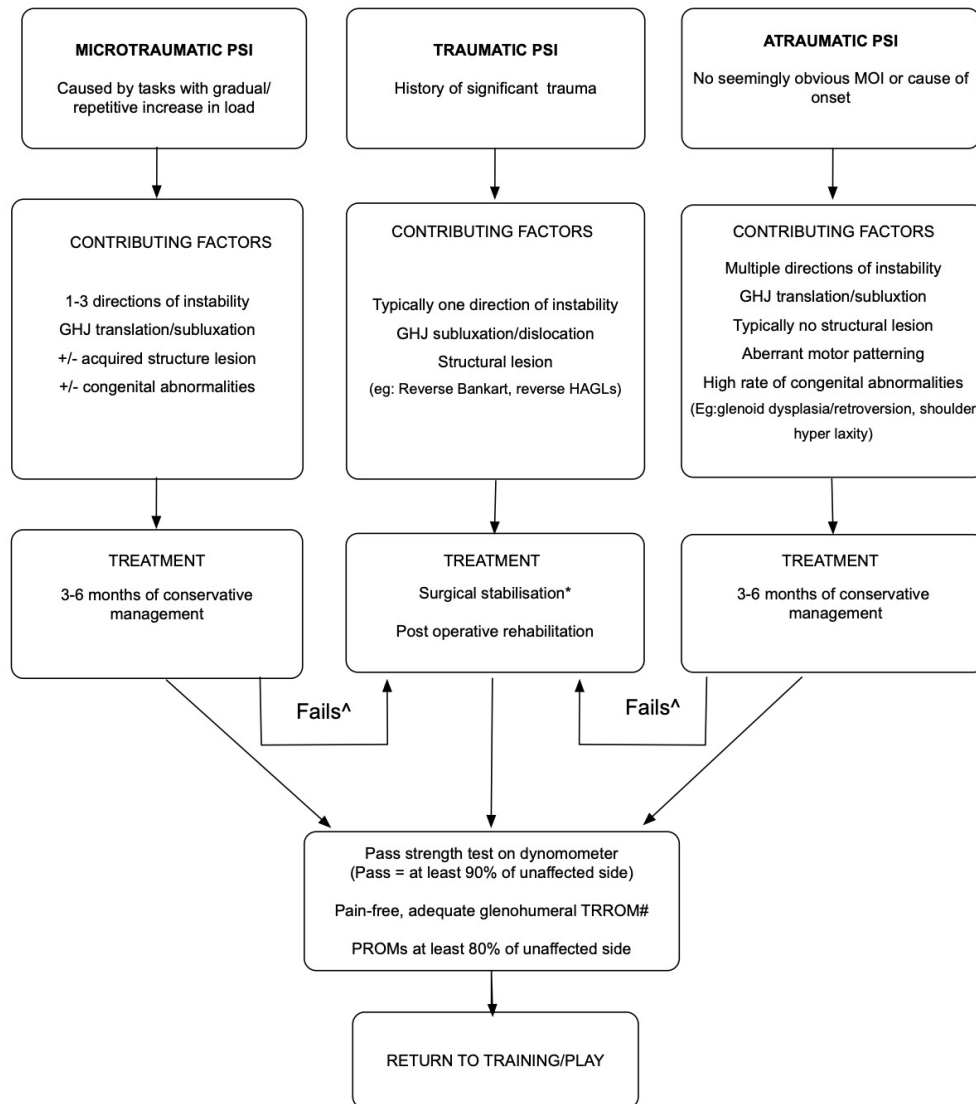 MICROTRAUMATIC PSI
Caused by tasks with gradual/
repetitive increase in load
TRAUMATIC PSI
History of significant trauma
ATRAUMATIC PSI
No seemingly obvious MOI or cause of
onset
CONTRIBUTING FACTORS
1-3 directions of instability
GHJ translation/subluxation
+/- acquired structure lesion
+/- congenital abnormalities
CONTRIBUTING FACTORS
Typically one direction of instability
GHJ subluxation/dislocation
Structural lesion
(eg: Reverse Bankart, reverse HAGLs)
CONTRIBUTING FACTORS
Multiple directions of instability
GHJ translation/subluxtion
Typically no structural lesion
Aberrant motor patterning
High rate of congenital abnormalities
(Eg:glenoid dysplasia/retroversion, shoulder
hyper laxity)
TREATMENT
3-6 months of conservative
management
TREATMENT
Surgical stabilisation*
Post operative rehabilitation
TREATMENT
3-6 months of conservative
management
Fails^
Fails^
Pass strength test on dynomometer
(Pass = at least 90% of unaffected side)
Pain-free, adequate glenohumeral TRROM#
PROMs at least 80% of unaffected side
RETURN TO TRAINING/PLAY